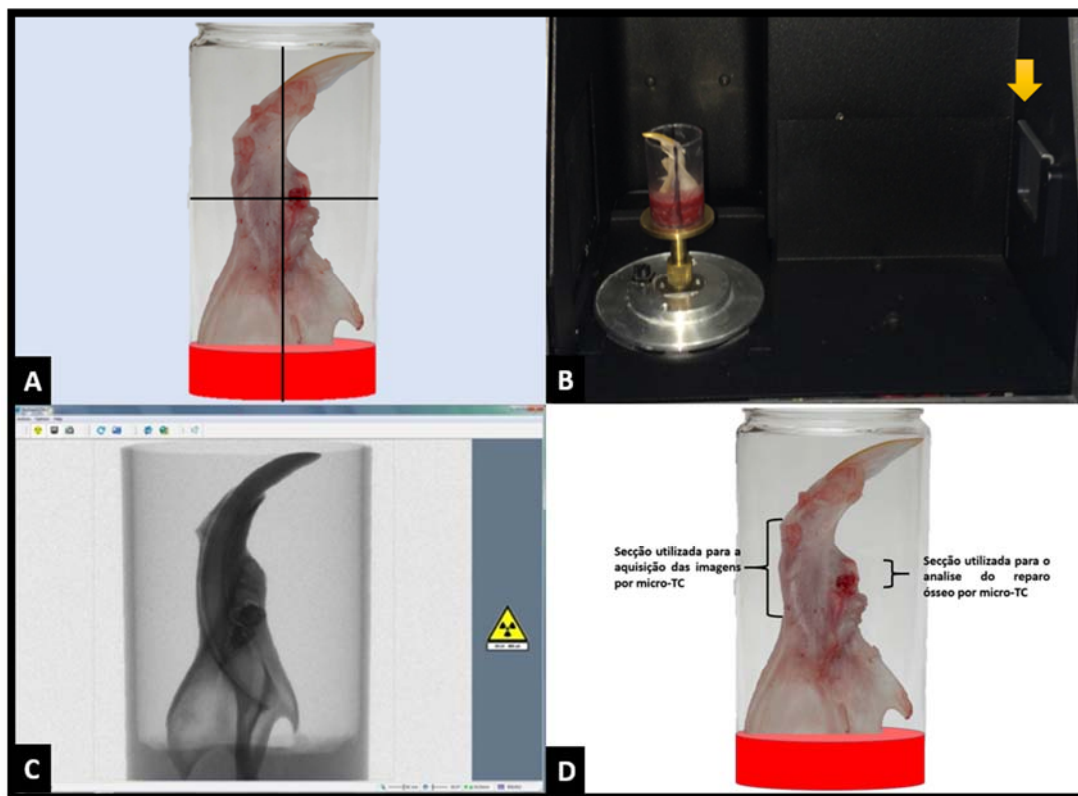 A
B
C
Secção utilizada para a
aquisição das imagens
por micro-TC
Secção utilizada para o
analise do reparo
ósseo por micro-TC
D